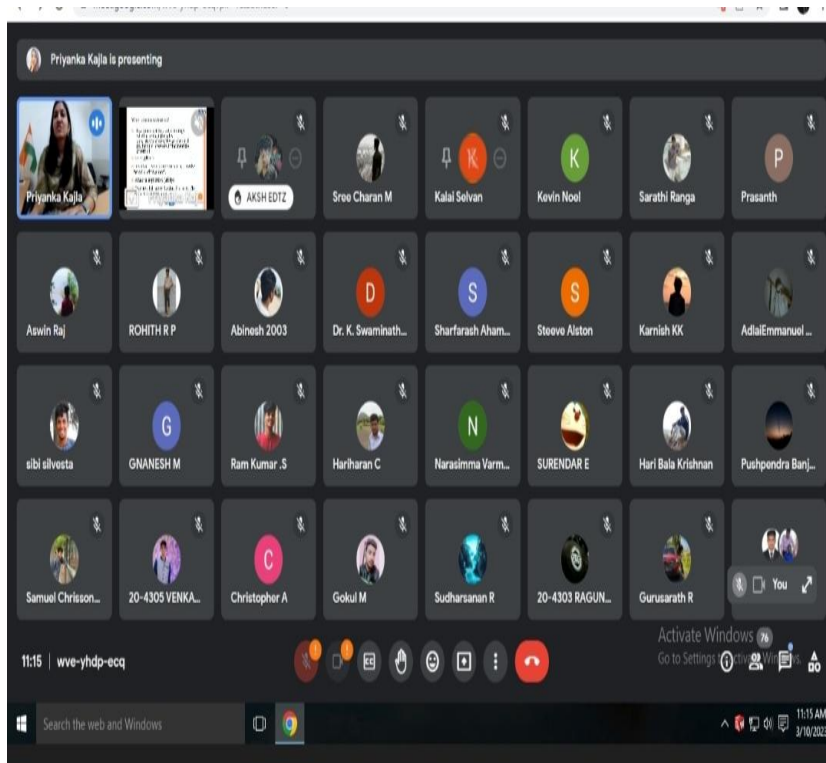 Priyanka Kajla is presenting
Priyanka Kajla
AKSH EDTZ
Sree Charan M
K
Kalai Selvan
K
Kevin Noel
Sarathi Ranga
P
Prasanth
Aswin Raj
ROHITH R P
Abinesh 2003
D
Dr. K. Swaminath...
S
Sharfarash Aham...
S
Steeve Alston
Karnish KK
AdlaiEmmanuel ...
sibi silvesta
G
GNANESH M
Ram Kumar .S
Hariharan C
N
Narasimma Varm...
SURENDAR E
Hari Bala Krishnan
Pushpendra Banj...
Samuel Chrisson...
20-4305 VENKA...
C
Christopher A
Gokul M
Sudharsanan R
20-4303 RAGUN...
Gurusarath R
You
Activate Windows
76
Go to Settings
11:15 | wve-yhdp-ecq
Search the web and Windows
11:15 AM
3/10/2023